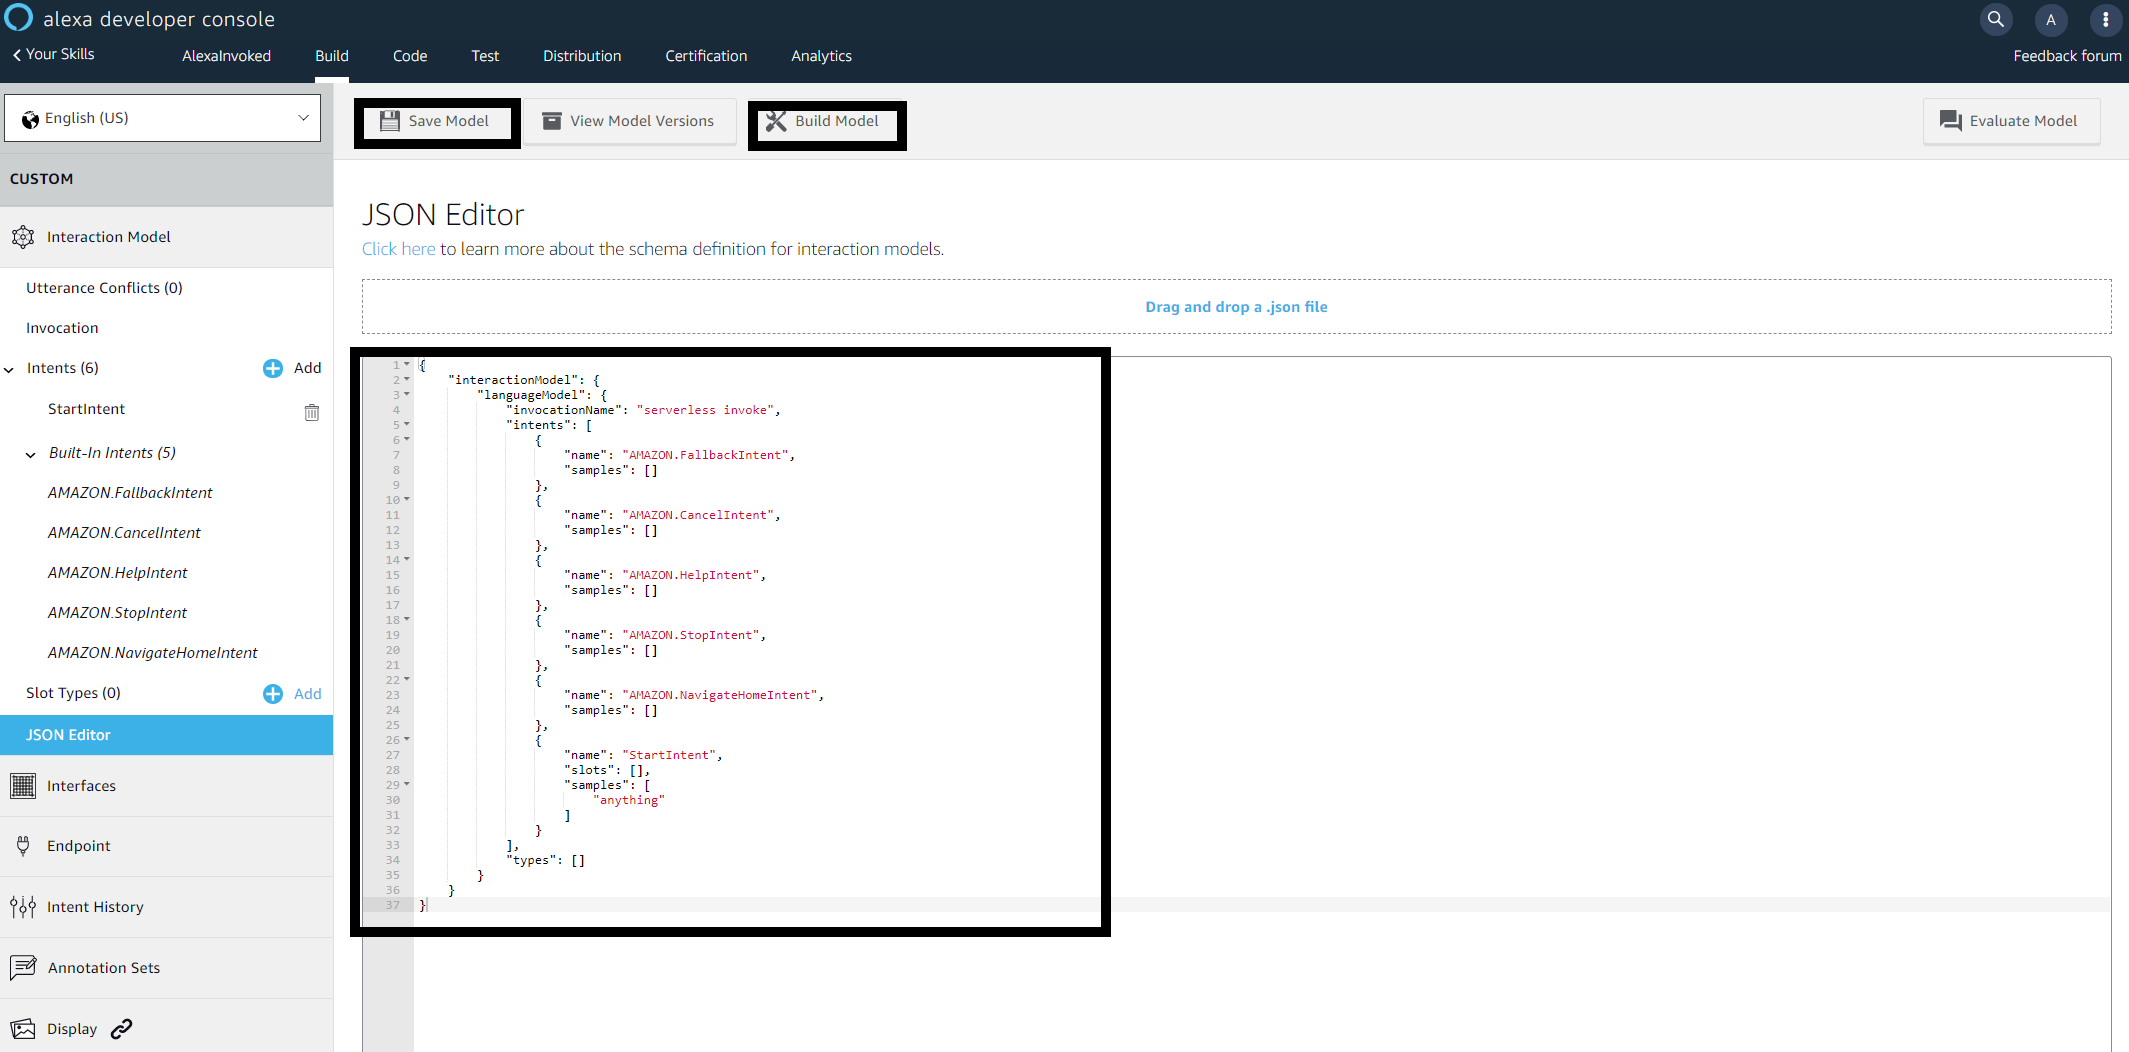 alexa developer console
A
Your Skills
AlexaInvoked
Build
Code
Test
Distribution
Certification
Analytics
Feedback forum
English (US)
Save Model
View Model Versions
Build Model
Evaluate Model
CUSTOM
Interaction Model
Utterance Conflicts (0)
Invocation
Intents (6)
Add
StartIntent
Built-In Intents (5)
AMAZON.FallbackIntent
AMAZON.CancelIntent
AMAZON.HelpIntent
AMAZON.StopIntent
AMAZON.NavigateHomeIntent
Slot Types (0)
Add
JSON Editor
Interfaces
Endpoint
Intent History
Annotation Sets
Display
JSON Editor
Click here to learn more about the schema definition for interaction models.
Drag and drop a .json file
1 {
2 "interactionModel": {
3 "languageModel": {
4 "invocationName": "serverless invoke",
5 "intents": [
6 {
7 "name": "AMAZON.FallbackIntent",
8 "samples": []
9 },
10 {
11 "name": "AMAZON.CancelIntent",
12 "samples": []
13 },
14 {
15 "name": "AMAZON.HelpIntent",
16 "samples": []
17 },
18 {
19 "name": "AMAZON.StopIntent",
20 "samples": []
21 },
22 {
23 "name": "AMAZON.NavigateHomeIntent",
24 "samples": []
25 },
26 {
27 "name": "StartIntent",
28 "slots": [],
29 "samples": [
30 "anything"
31 ]
32 }
33 ],
34 "types": []
35 }
36 }
37 }